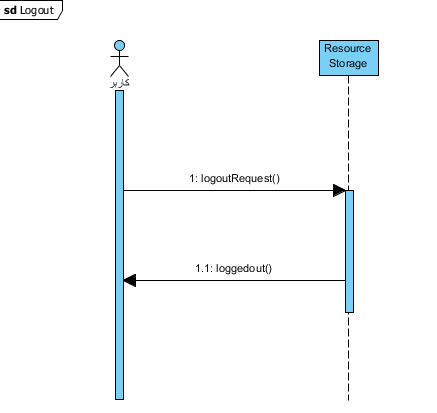 sd Logout
Resource
Storage
کاربر
1: logoutRequest()
1.1: loggedout()